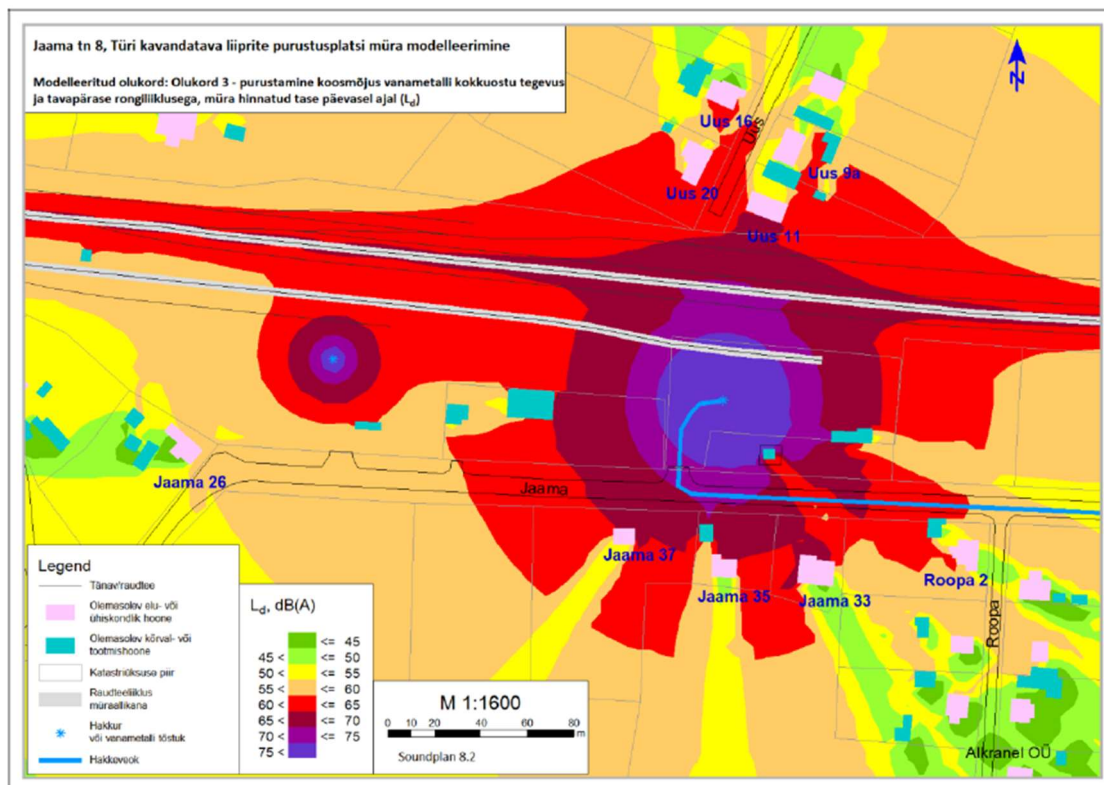 Jaama tn 8, Türi kavandatava liiprite purustusplatsi müra modelleerimine
Modelleeritud olukord: Olukord 3 - purustamine koosmõjus vanametalli kokkuostu tegevus
ja tavapärase rongiliiklusega, müra hinnatud tase päevasel ajal (Ld)
N
Uus 16
Uus
Uus 9a
Uus 20
Uus 11
Jaama 26
Jaama
Jaama 37
Jaama 35
Jaama 33
Roopa 2
Roopa
Legend
Tänav/raudtee
Olemasolev elu- või
ühiskondlik hoone
Olemasolev kõrval- või
tootmishoone
Katastriüksusa piir
Raudteeliiklus
müraallikana
Hakkur
või vanametalli tõstuk
Hakkeveok
Ld, dB(A)
<= 45
45 < <= 50
50 < <= 55
55 < <= 60
60 < <= 65
65 < <= 70
70 < <= 75
75 <
M 1:1600
0 10 20 40 60 80
m
Soundplan 8.2
Alkranel OÜ